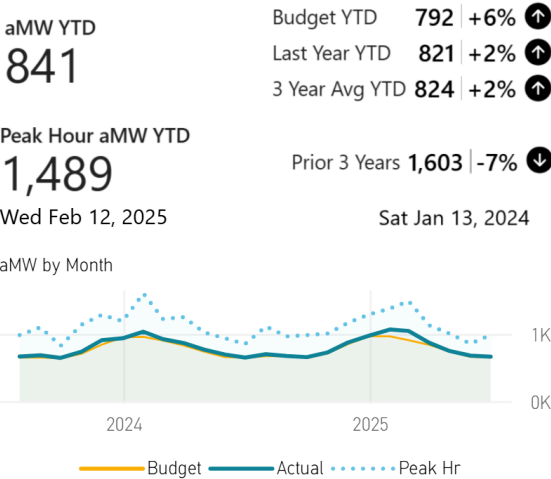 aMW YTD
841
Budget YTD 792 +6%
Last Year YTD 821 +2%
3 Year Avg YTD 824 +2%
Peak Hour aMW YTD
1,489
Prior 3 Years 1,603 -7%
Wed Feb 12, 2025
Sat Jan 13, 2024
aMW by Month
1K
0K
2024 2025
Budget Actual Peak Hr